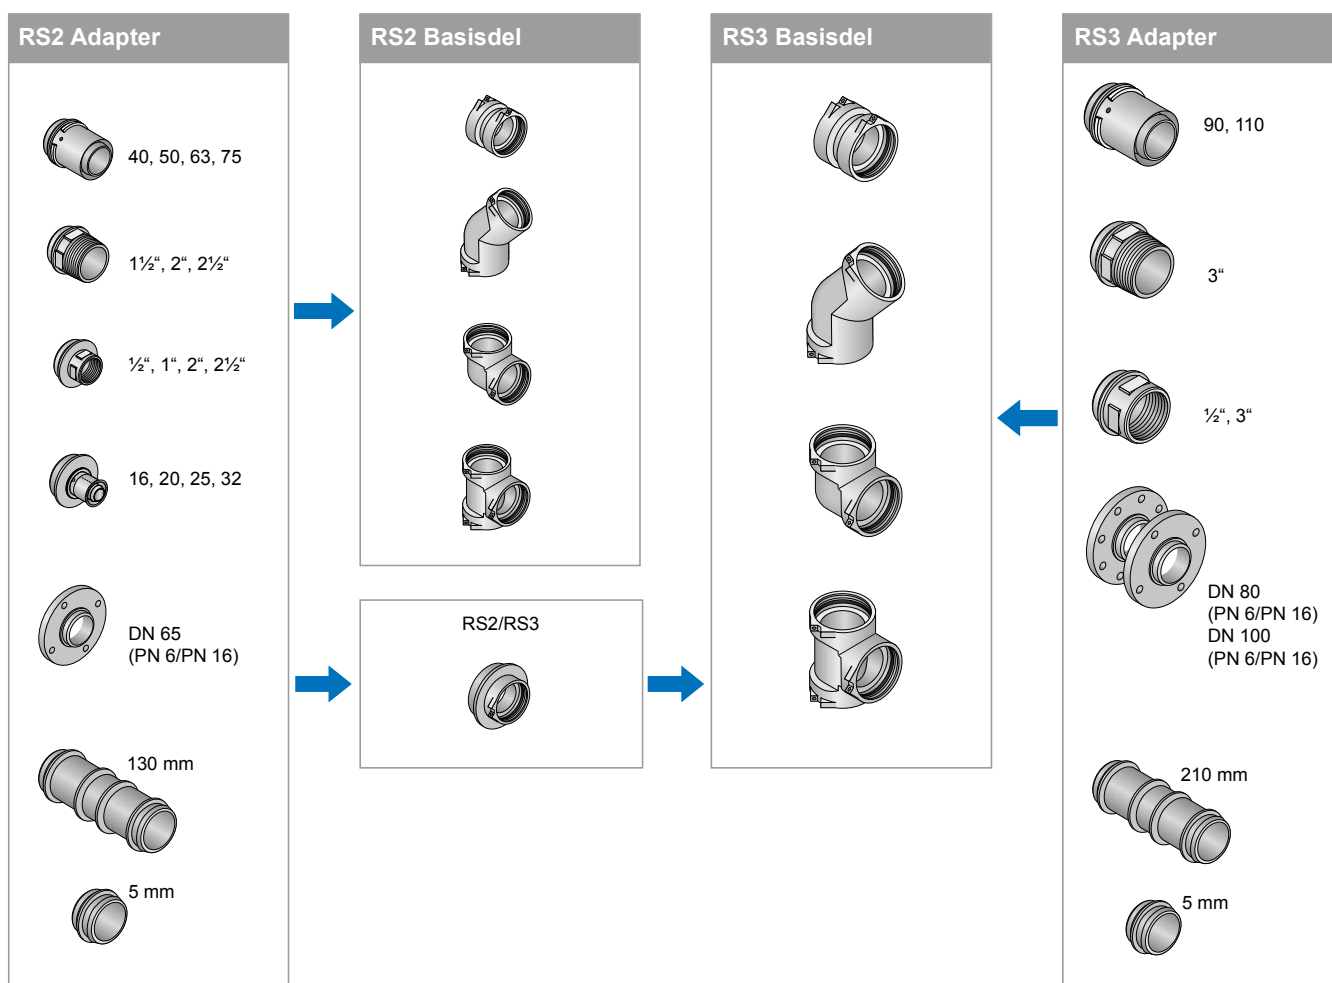 RS2 Adapter
40, 50, 63, 75
1½“, 2“, 2½“
½“, 1“, 2“, 2½“
16, 20, 25, 32
DN 65
(PN 6/PN 16)
130 mm
5 mm
RS2 Basisdel
RS2/RS3
RS3 Basisdel
RS3 Adapter
90, 110
3“
½“, 3“
DN 80
(PN 6/PN 16)
DN 100
(PN 6/PN 16)
210 mm
5 mm